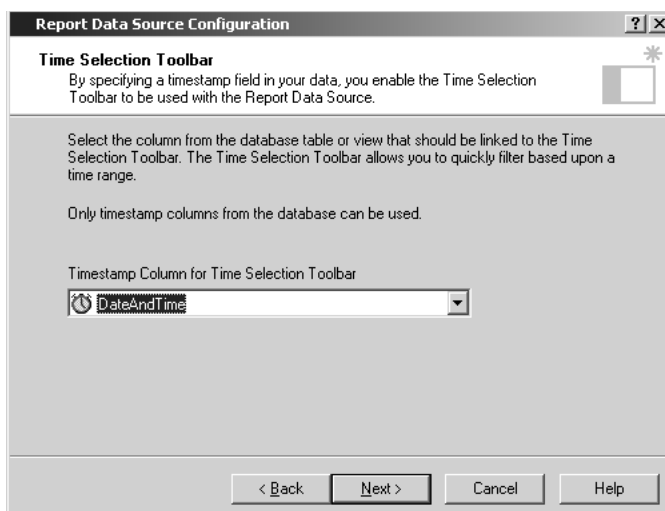 Report Data Source Configuration
? X
Time Selection Toolbar
By specifying a timestamp field in your data, you enable the Time Selection
Toolbar to be used with the Report Data Source.
Select the column from the database table or view that should be linked to the Time
Selection Toolbar. The Time Selection Toolbar allows you to quickly filter based upon a
time range.
Only timestamp columns from the database can be used.
Timestamp Column for Time Selection Toolbar
DateAndTime
< Back Next > Cancel Help